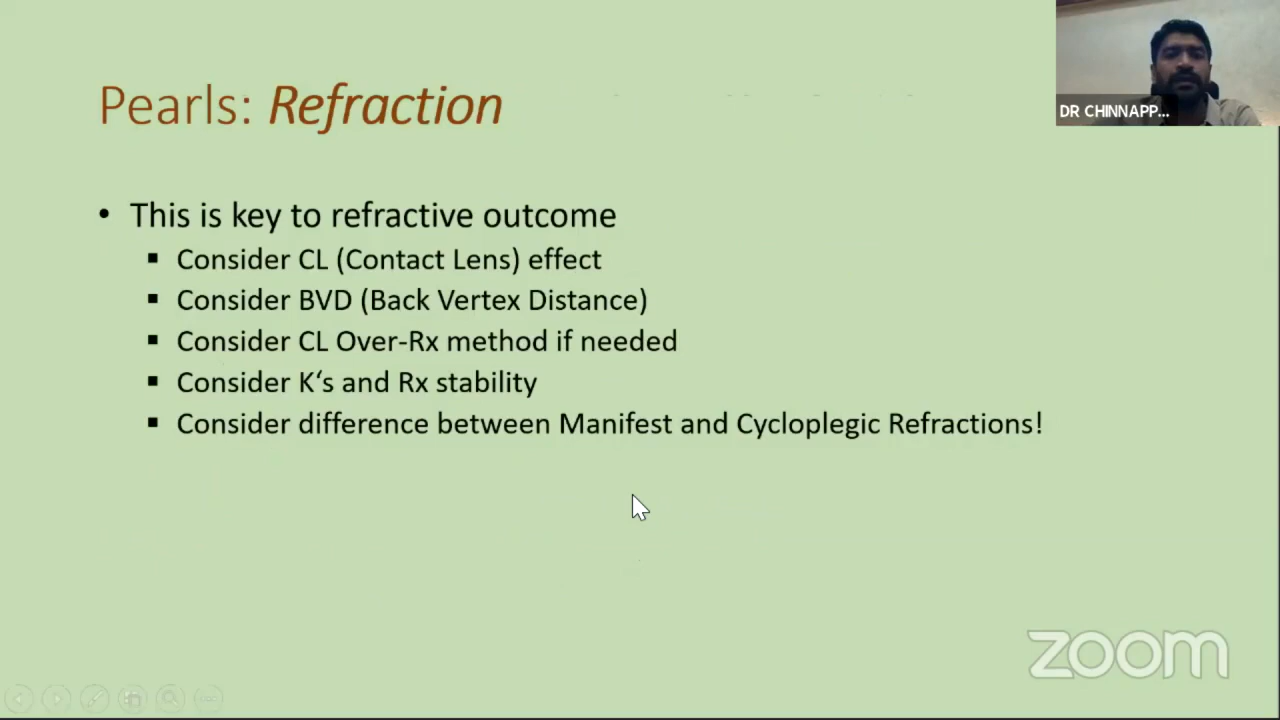 Pearls: Refraction
DR CHINNAPP...
• This is key to refractive outcome
▪ Consider CL (Contact Lens) effect
▪ Consider BVD (Back Vertex Distance)
▪ Consider CL Over-Rx method if needed
▪ Consider K‘s and Rx stability
▪ Consider difference between Manifest and Cycloplegic Refractions!
zoom